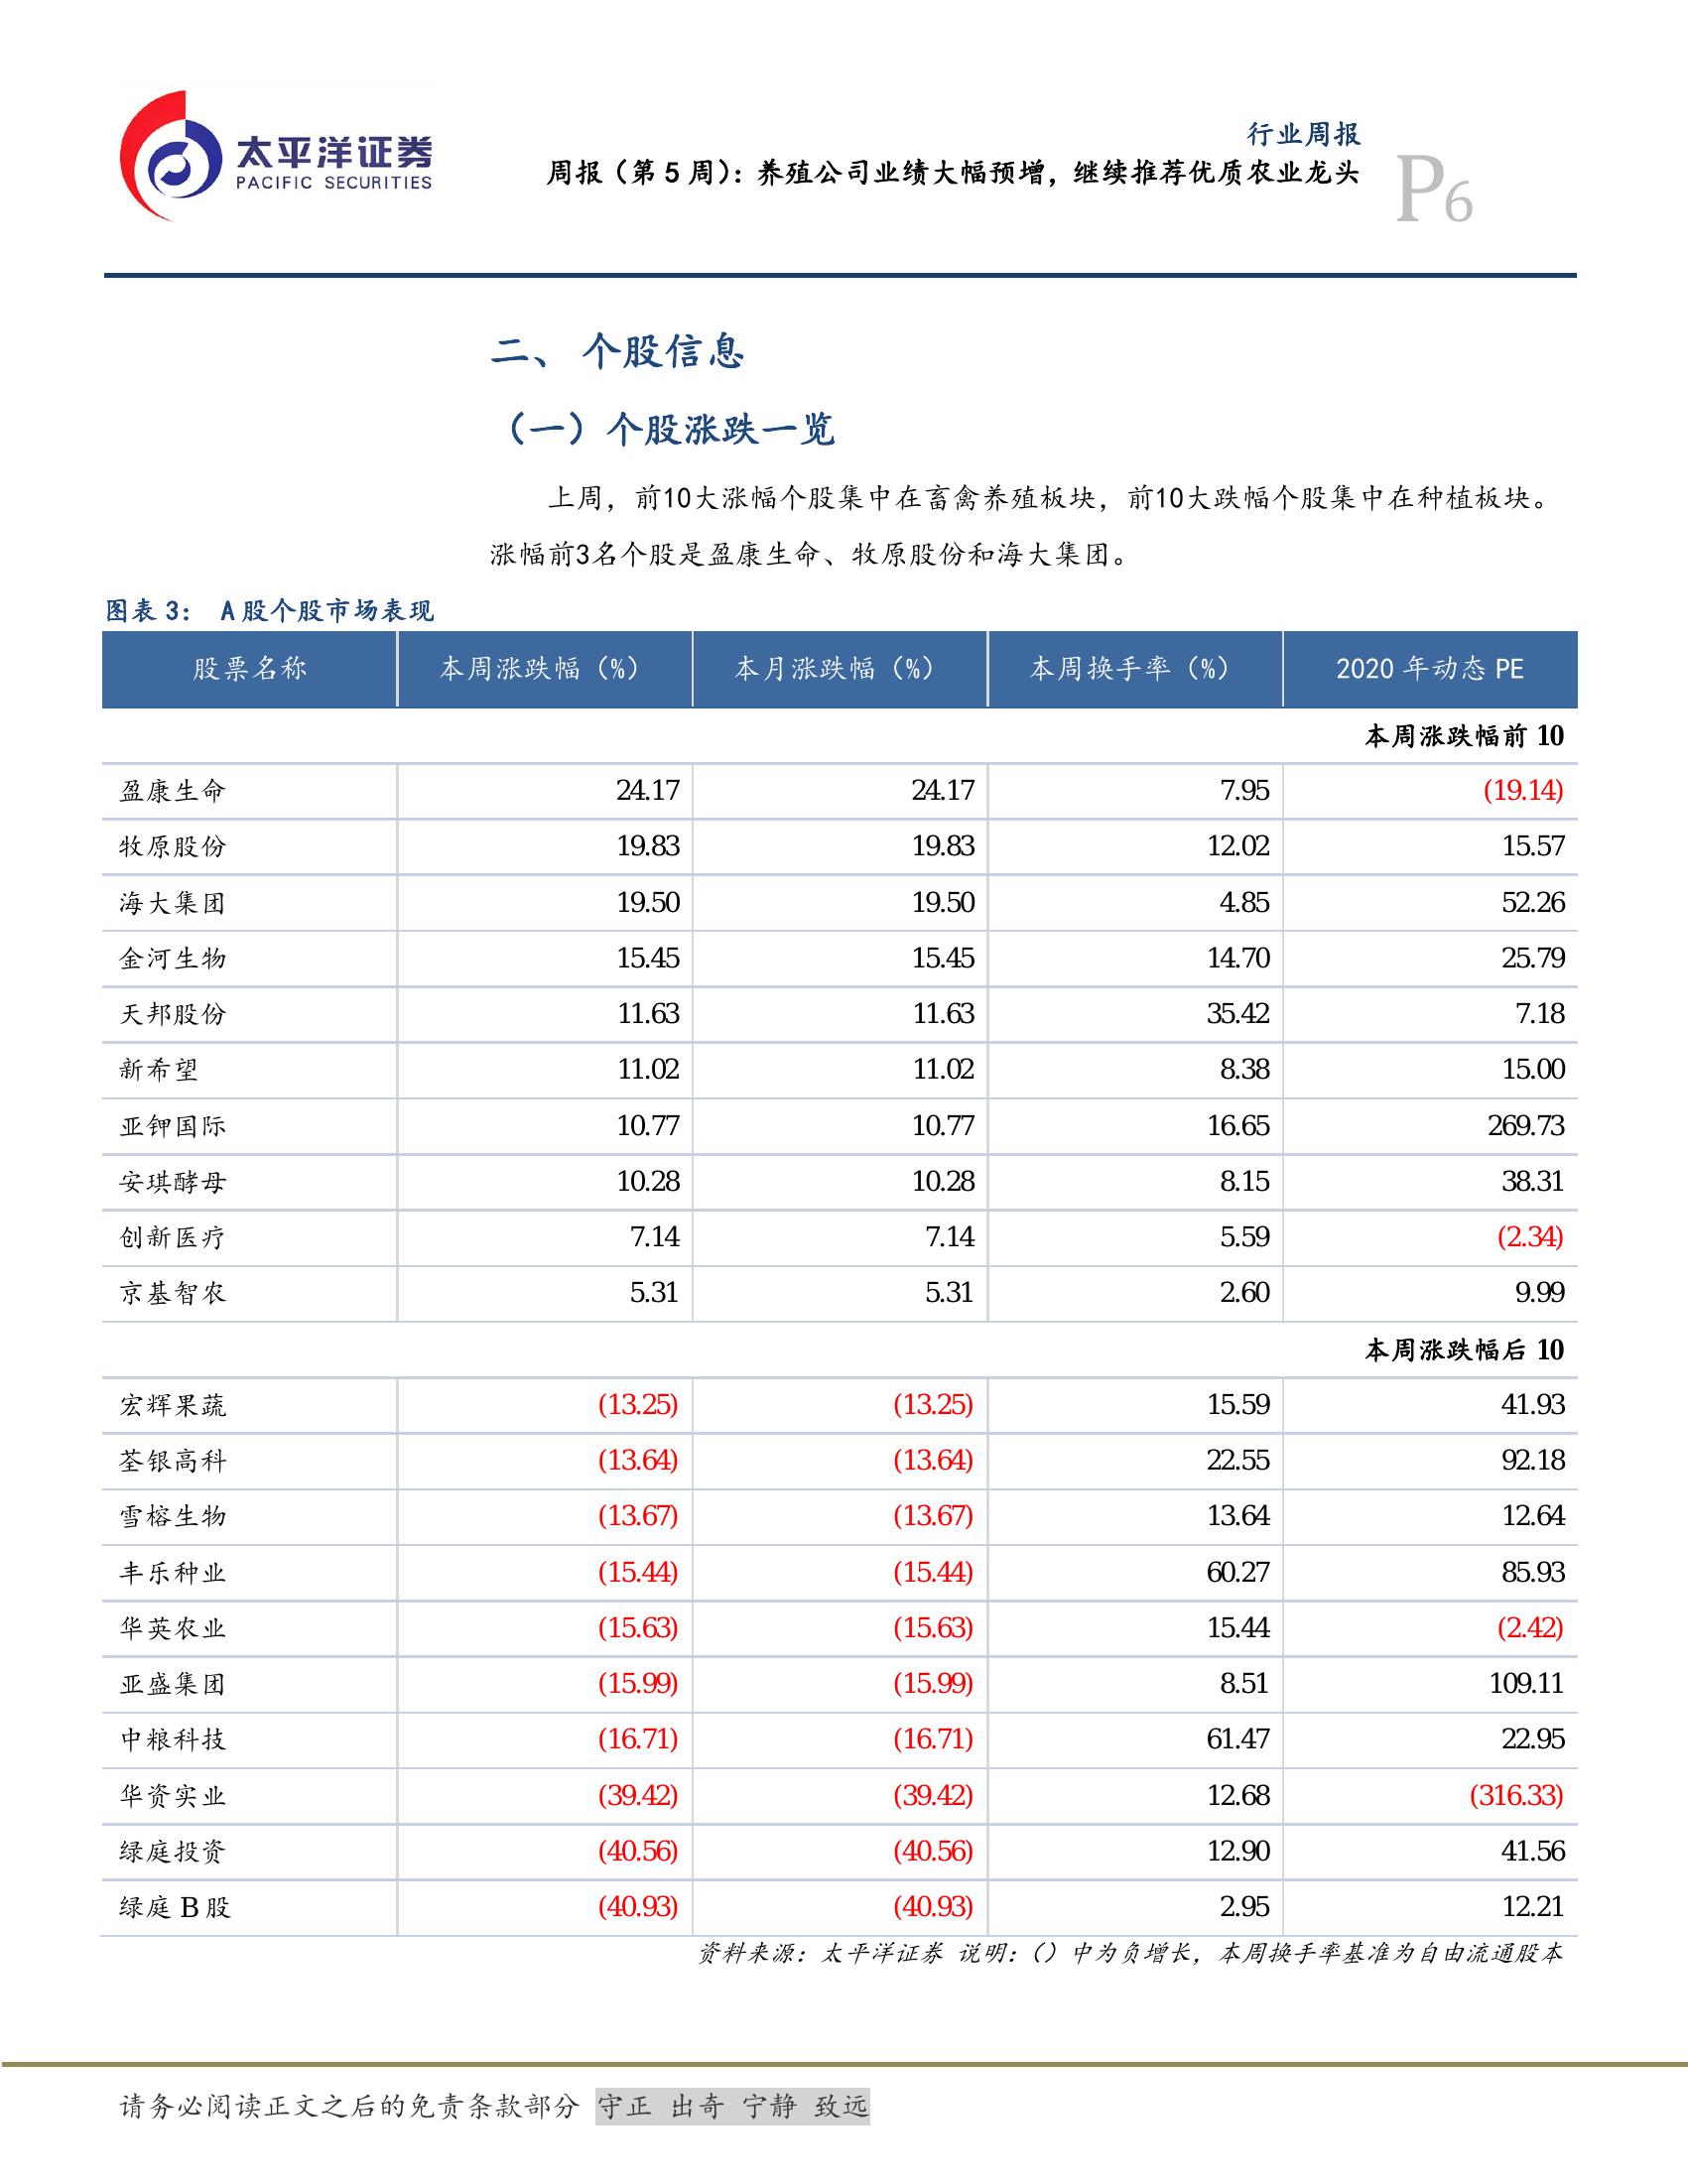 太平洋证券
PACIFIC SECURITIES
行业周报
周报（第 5 周）：养殖公司业绩大幅预增，继续推荐优质农业龙头
P6
二、 个股信息
（一）个股涨跌一览
上周，前10大涨幅个股集中在畜禽养殖板块，前10大跌幅个股集中在种植板块。
涨幅前3名个股是盈康生命、牧原股份和海大集团。
图表 3： A 股个股市场表现
股票名称 本周涨跌幅（%） 本月涨跌幅（%） 本周换手率（%） 2020 年动态 PE
本周涨跌幅前 10
盈康生命 24.17 24.17 7.95 (19.14)
牧原股份 19.83 19.83 12.02 15.57
海大集团 19.50 19.50 4.85 52.26
金河生物 15.45 15.45 14.70 25.79
天邦股份 11.63 11.63 35.42 7.18
新希望 11.02 11.02 8.38 15.00
亚钾国际 10.77 10.77 16.65 269.73
安琪酵母 10.28 10.28 8.15 38.31
创新医疗 7.14 7.14 5.59 (2.34)
京基智农 5.31 5.31 2.60 9.99
本周涨跌幅后 10
宏辉果蔬 (13.25) (13.25) 15.59 41.93
荃银高科 (13.64) (13.64) 22.55 92.18
雪榕生物 (13.67) (13.67) 13.64 12.64
丰乐种业 (15.44) (15.44) 60.27 85.93
华英农业 (15.63) (15.63) 15.44 (2.42)
亚盛集团 (15.99) (15.99) 8.51 109.11
中粮科技 (16.71) (16.71) 61.47 22.95
华资实业 (39.42) (39.42) 12.68 (316.33)
绿庭投资 (40.56) (40.56) 12.90 41.56
绿庭 B 股 (40.93) (40.93) 2.95 12.21
资料来源：太平洋证券 说明：（）中为负增长，本周换手率基准为自由流通股本
请务必阅读正文之后的免责条款部分 守正 出奇 宁静 致远